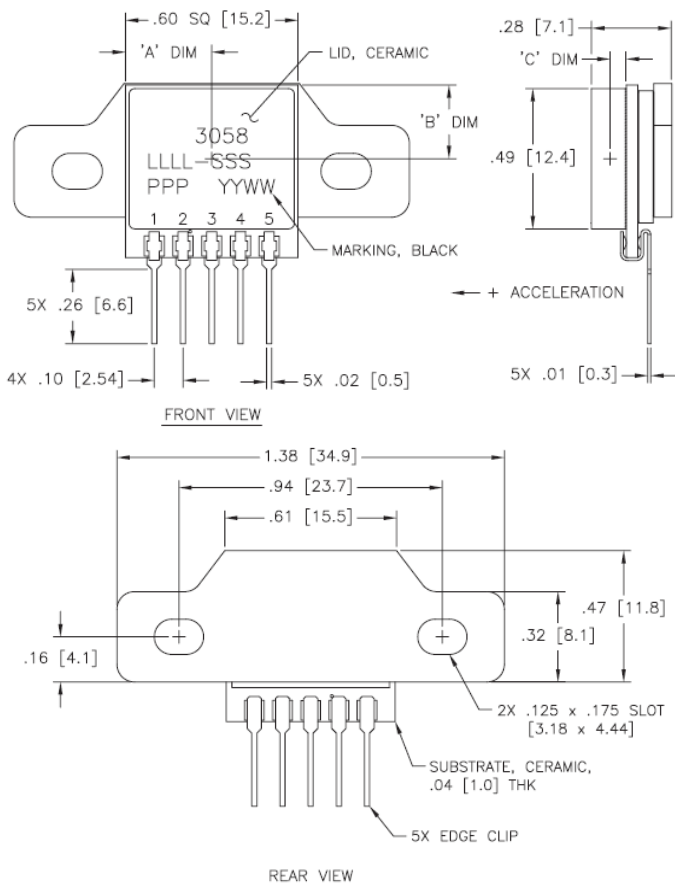 .60 SQ [15.2]
'A' DIM
LID, CERAMIC
'B' DIM
3058
LLLL-SSS
PPP YYWW
1 2 3 4 5
MARKING, BLACK
5X .26 [6.6]
4X .10 [2.54]
5X .02 [0.5]
FRONT VIEW
.28 [7.1]
'C' DIM
.49 [12.4]
+ ACCELERATION
5X .01 [0.3]
1.38 [34.9]
.94 [23.7]
.61 [15.5]
.47 [11.8]
.32 [8.1]
.16 [4.1]
2X .125 x .175 SLOT
[3.18 x 4.44]
SUBSTRATE, CERAMIC,
.04 [1.0] THK
5X EDGE CLIP
REAR VIEW